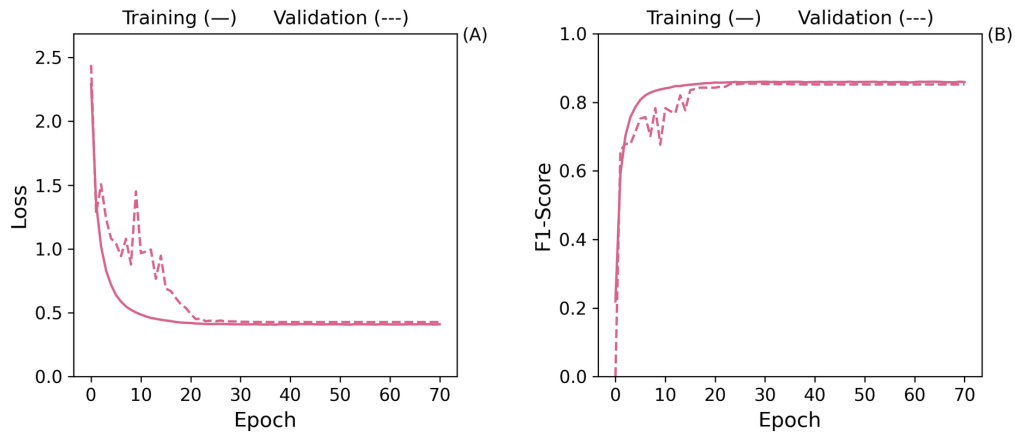 Training (—) Validation (---)
(A)
2.5
2.0
1.5
1.0
0.5
0.0
Loss
0 10 20 30 40 50 60 70
Epoch
Training (—) Validation (---)
(B)
1.0
0.8
0.6
0.4
0.2
0.0
F1-Score
0 10 20 30 40 50 60 70
Epoch